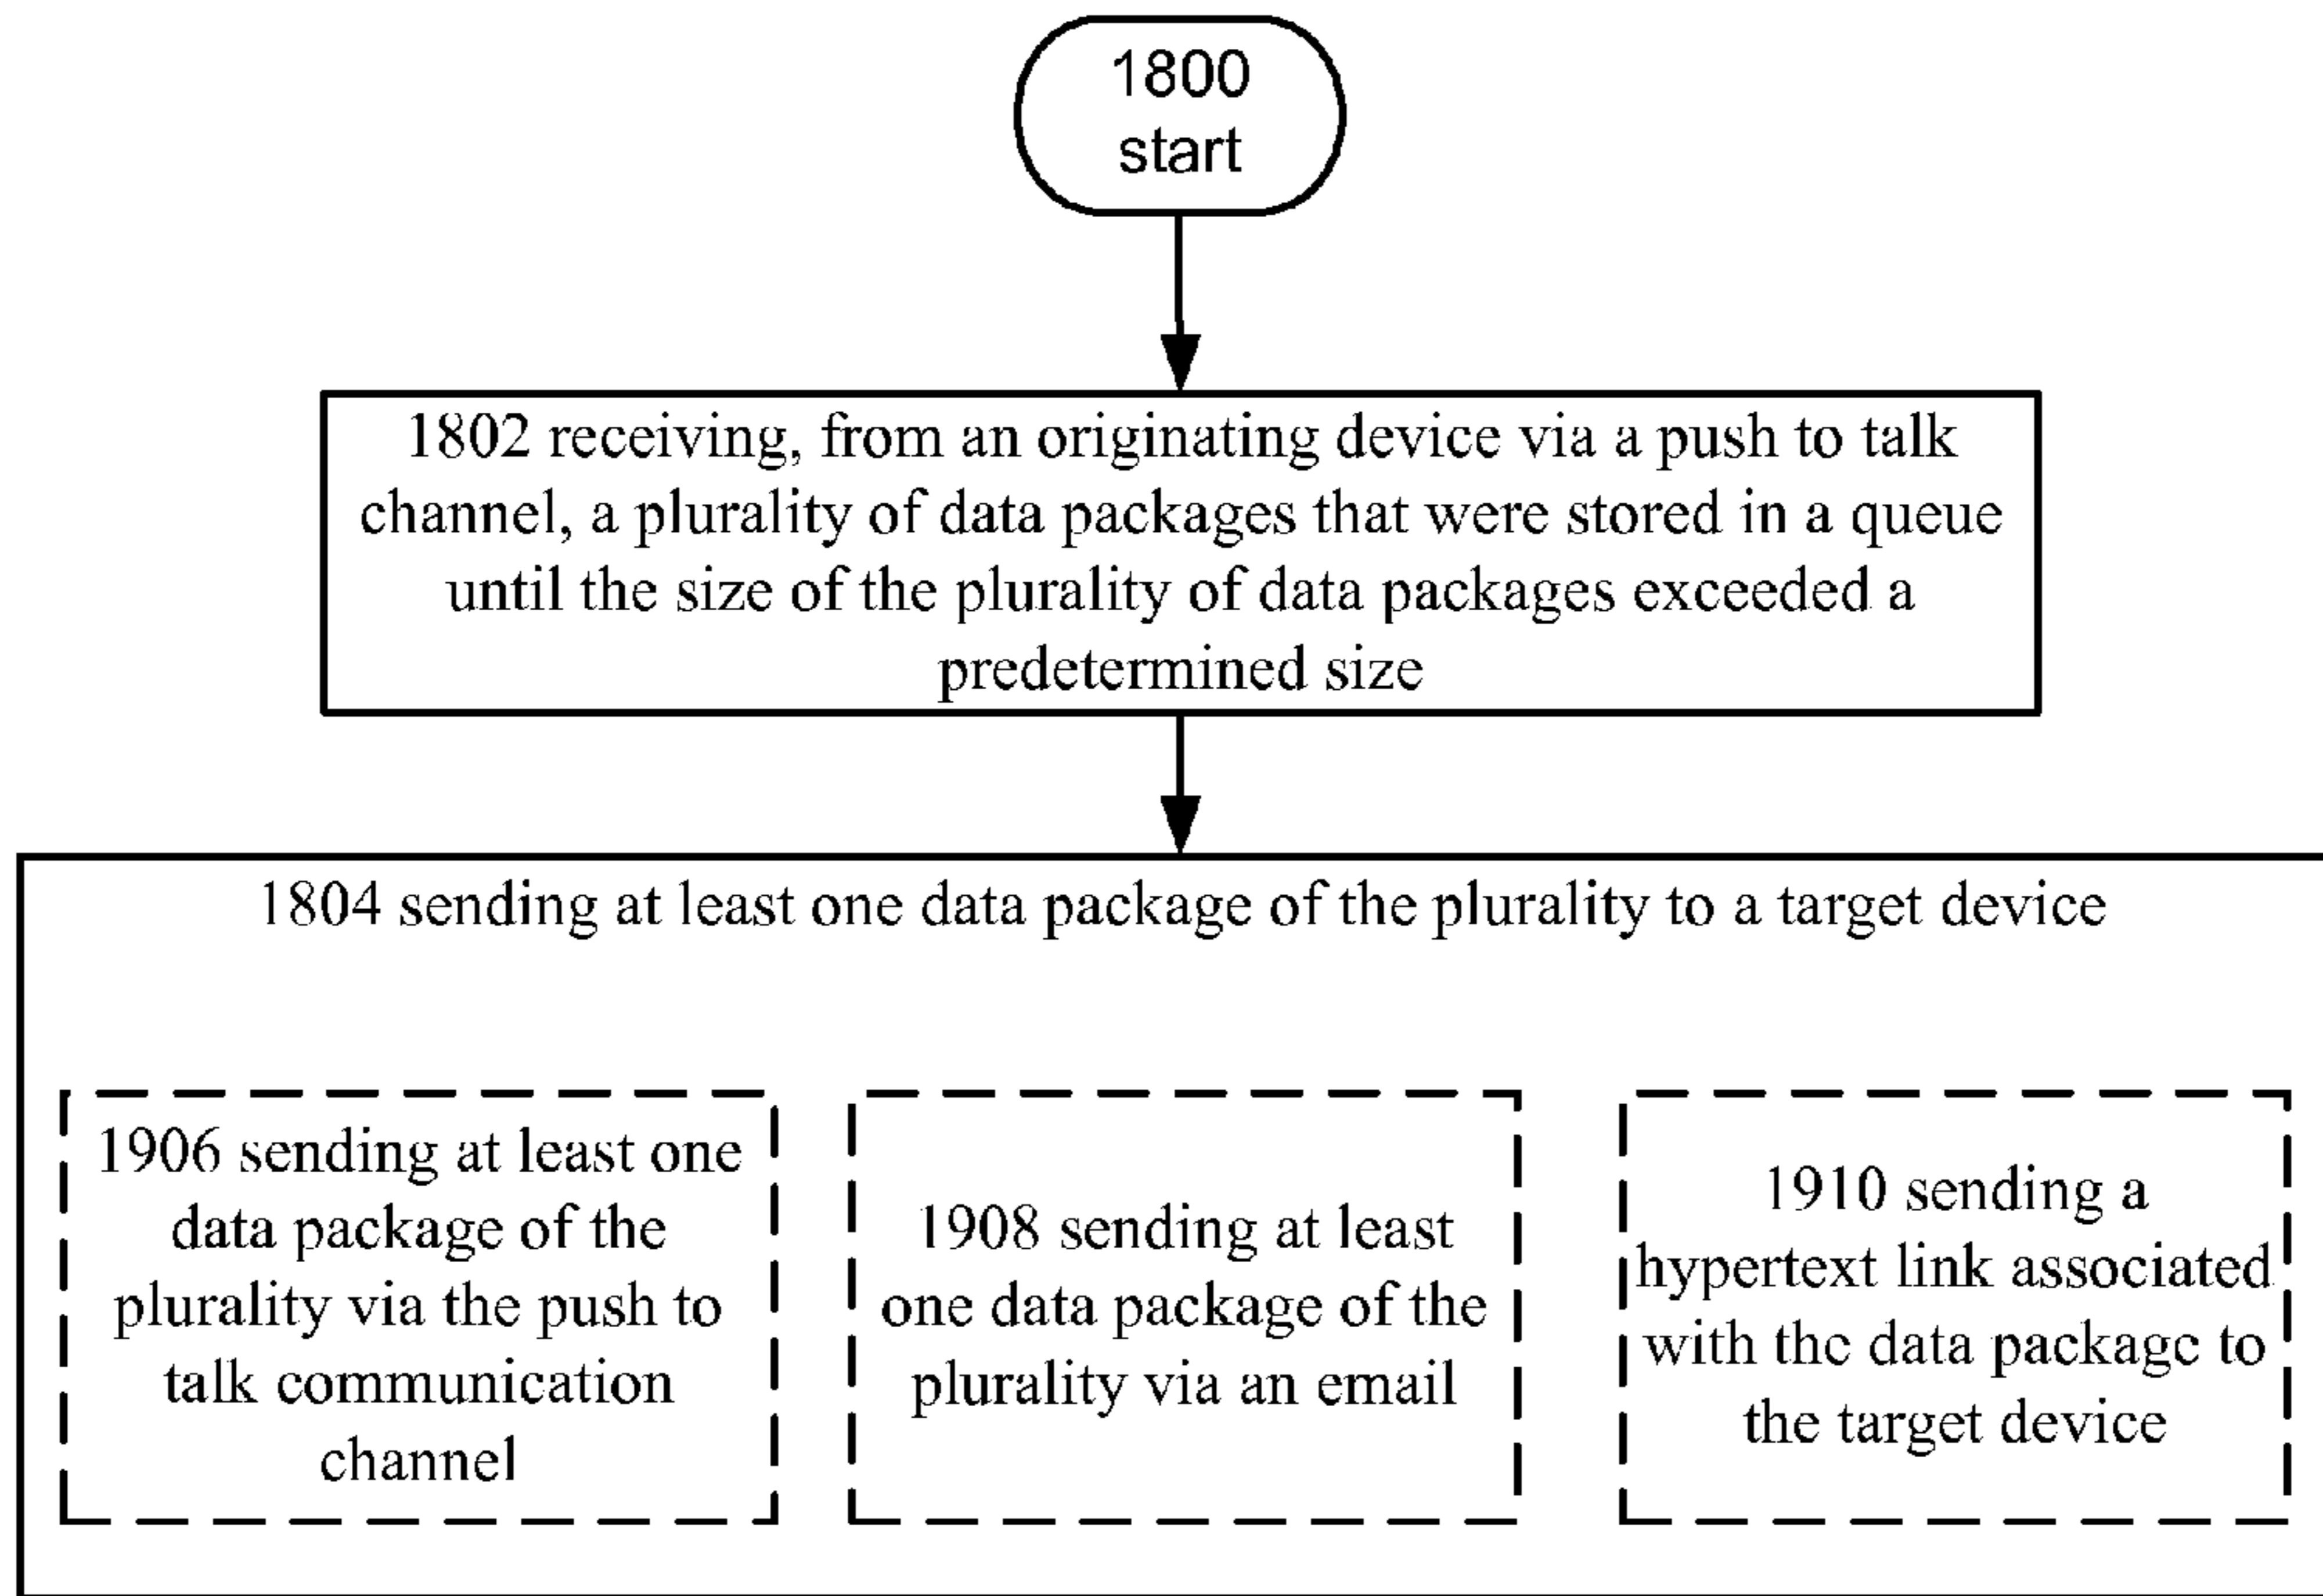 1800
start
1802 receiving, from an originating device via a push to talk
channel, a plurality of data packages that were stored in a queue
until the size of the plurality of data packages exceeded a
predetermined size
1804 sending at least one data package of the plurality to a target device
1906 sending at least one
data package of the
plurality via the push to
talk communication
channel
1908 sending at least
one data package of the
plurality via an email
1910 sending a
hypertext link associated
with the data package to
the target device